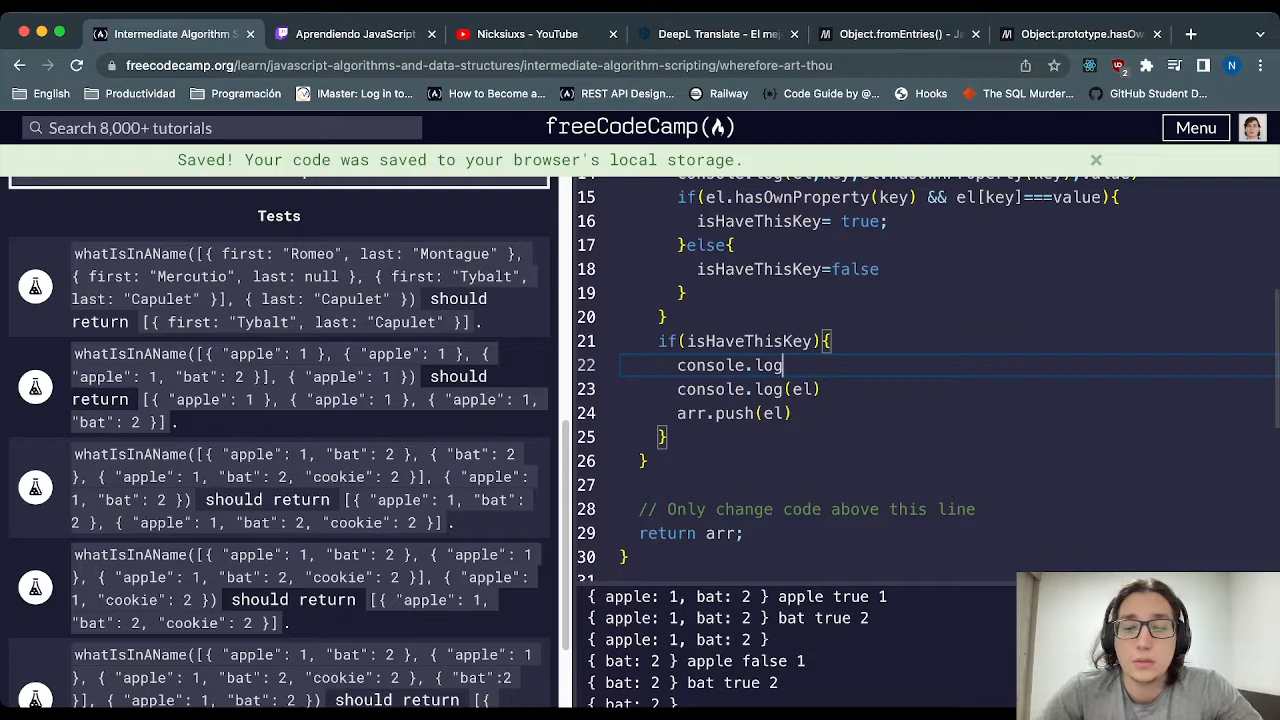 Intermediate Algorithm S
Aprendiendo JavaScript
Nicksiuxs - YouTube
DeepL Translate - El mej
Object.fromEntries() - Ja
Object.prototype.hasOw
freecodecamp.org/learn/javascript-algorithms-and-data-structures/intermediate-algorithm-scripting/wherefore-art-thou
2
N
English
Productividad
Programación
IMaster: Log in to...
How to Become a...
REST API Design...
Railway
Code Guide by @...
Hooks
The SQL Murder...
GitHub Student D...
Search 8,000+ tutorials
freeCodeCamp
Menu
Saved! Your code was saved to your browser's local storage.
Tests
whatIsInAName([{ first: "Romeo", last: "Montague" },
{ first: "Mercutio", last: null }, { first: "Tybalt",
last: "Capulet" }], { last: "Capulet" }) should
return [{ first: "Tybalt", last: "Capulet" }].
whatIsInAName([{ "apple": 1 }, { "apple": 1 }, {
"apple": 1, "bat": 2 }], { "apple": 1 }) should
return [{ "apple": 1 }, { "apple": 1 }, { "apple": 1,
"bat": 2 }].
whatIsInAName([{ "apple": 1, "bat": 2 }, { "bat": 2
}, { "apple": 1, "bat": 2, "cookie": 2 }], { "apple":
1, "bat": 2 }) should return [{ "apple": 1, "bat":
2 }, { "apple": 1, "bat": 2, "cookie": 2 }].
whatIsInAName([{ "apple": 1, "bat": 2 }, { "apple": 1
}, { "apple": 1, "bat": 2, "cookie": 2 }], { "apple":
1, "cookie": 2 }) should return [{ "apple": 1,
"bat": 2, "cookie": 2 }].
whatIsInAName([{ "apple": 1, "bat": 2 }, { "apple": 1
}, { "apple": 1, "bat": 2, "cookie": 2 }, { "bat":2
}], { "apple": 1, "bat": 2 }) should return [{
14 console.log(el,key,el.hasOwnProperty(key),value)
15 if(el.hasOwnProperty(key) && el[key]===value){
16 isHaveThisKey= true;
17 }else{
18 isHaveThisKey=false
19 }
20 }
21 if(isHaveThisKey){
22 console.log
23 console.log(el)
24 arr.push(el)
25 }
26 }
27
28 // Only change code above this line
29 return arr;
30 }
31
{ apple: 1, bat: 2 } apple true 1
{ apple: 1, bat: 2 } bat true 2
{ apple: 1, bat: 2 }
{ bat: 2 } apple false 1
{ bat: 2 } bat true 2
{ bat: 2 }